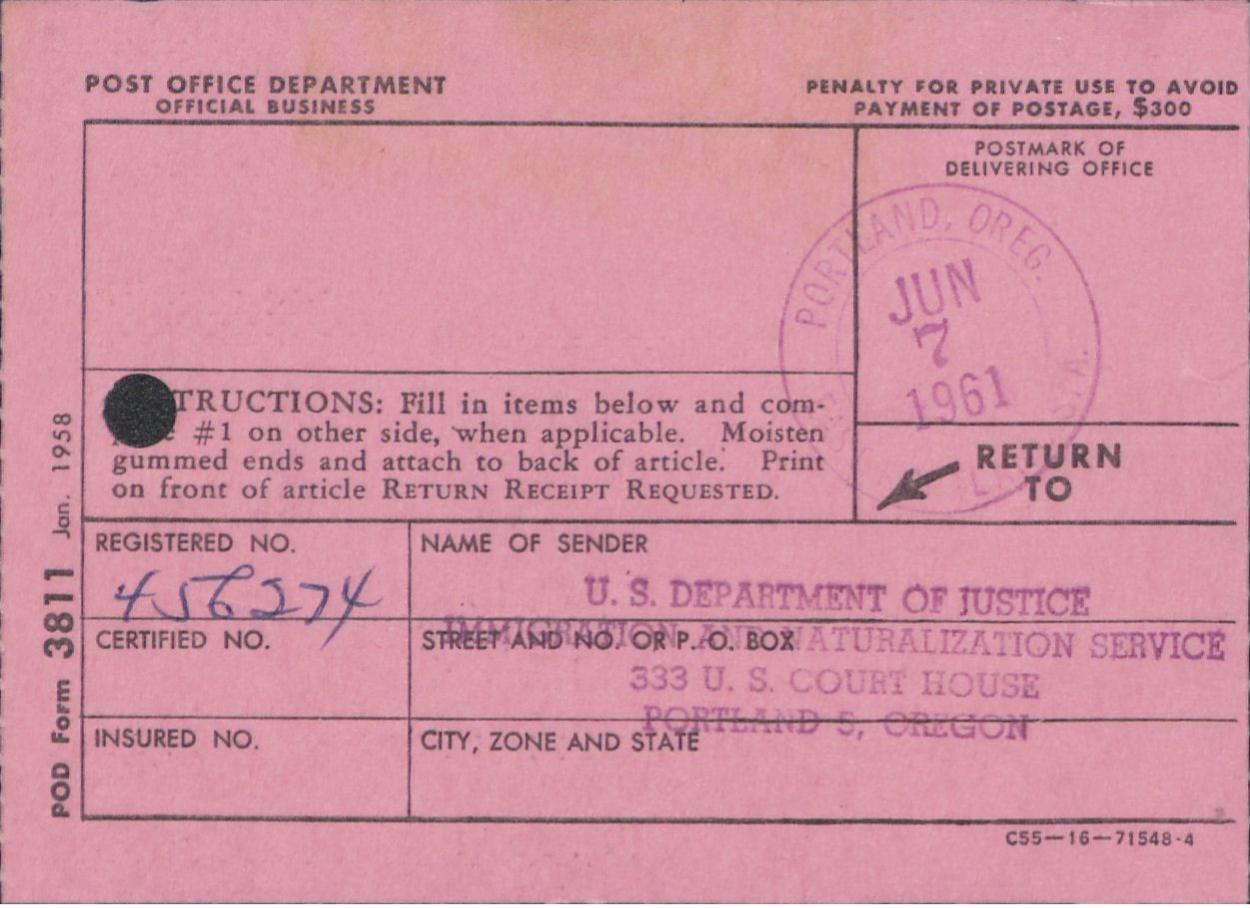 POST OFFICE DEPARTMENT
OFFICIAL BUSINESS
PENALTY FOR PRIVATE USE TO AVOID
PAYMENT OF POSTAGE, $300
POSTMARK OF
DELIVERING OFFICE
PORTLAND, OREG.
JUN
7
1961
TRUCTIONS: Fill in items below and com-
#1 on other side, when applicable. Moisten
gummed ends and attach to back of article. Print
on front of article RETURN RECEIPT REQUESTED.
RETURN
TO
REGISTERED NO.
456274
NAME OF SENDER
U. S. DEPARTMENT OF JUSTICE
IMMIGRATION AND NATURALIZATION SERVICE
CERTIFIED NO.
STREET AND NO. OR P. O. BOX
333 U. S. COURT HOUSE
PORTLAND 5, OREGON
INSURED NO.
CITY, ZONE AND STATE
POD Form 3811 Jan. 1958
C55—16—71548-4